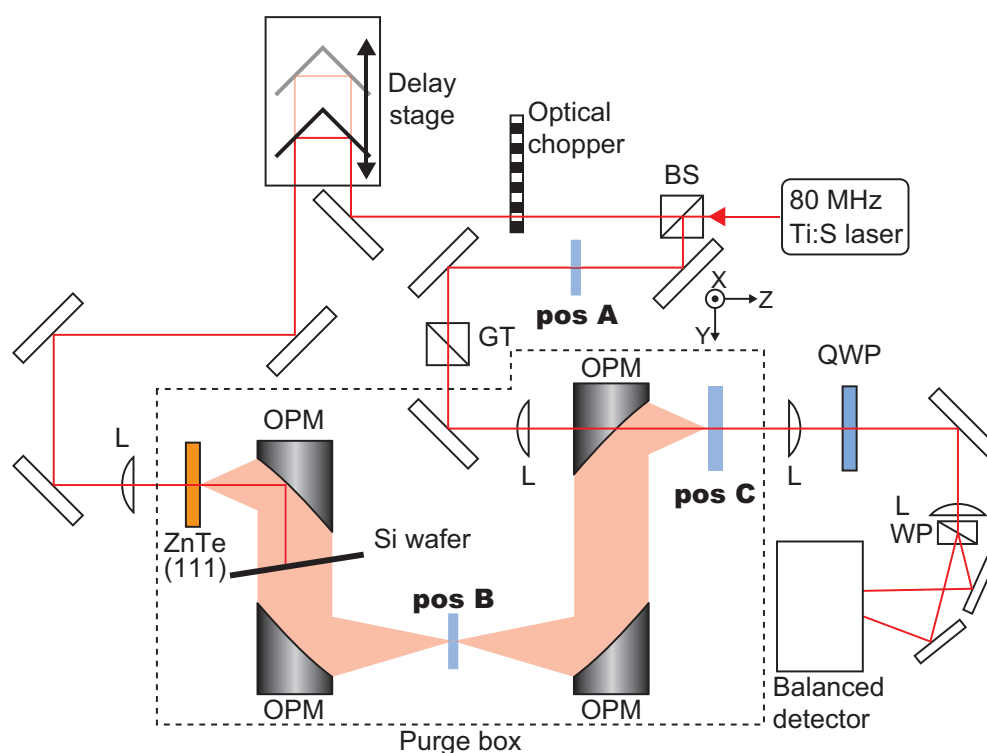 Delay
stage
Optical
chopper
BS
80 MHz
Ti:S laser
pos A
X
Z
Y
GT
OPM
QWP
OPM
L
L
pos C
L
L
WP
ZnTe
(111)
Si wafer
pos B
OPM
OPM
Balanced
detector
Purge box